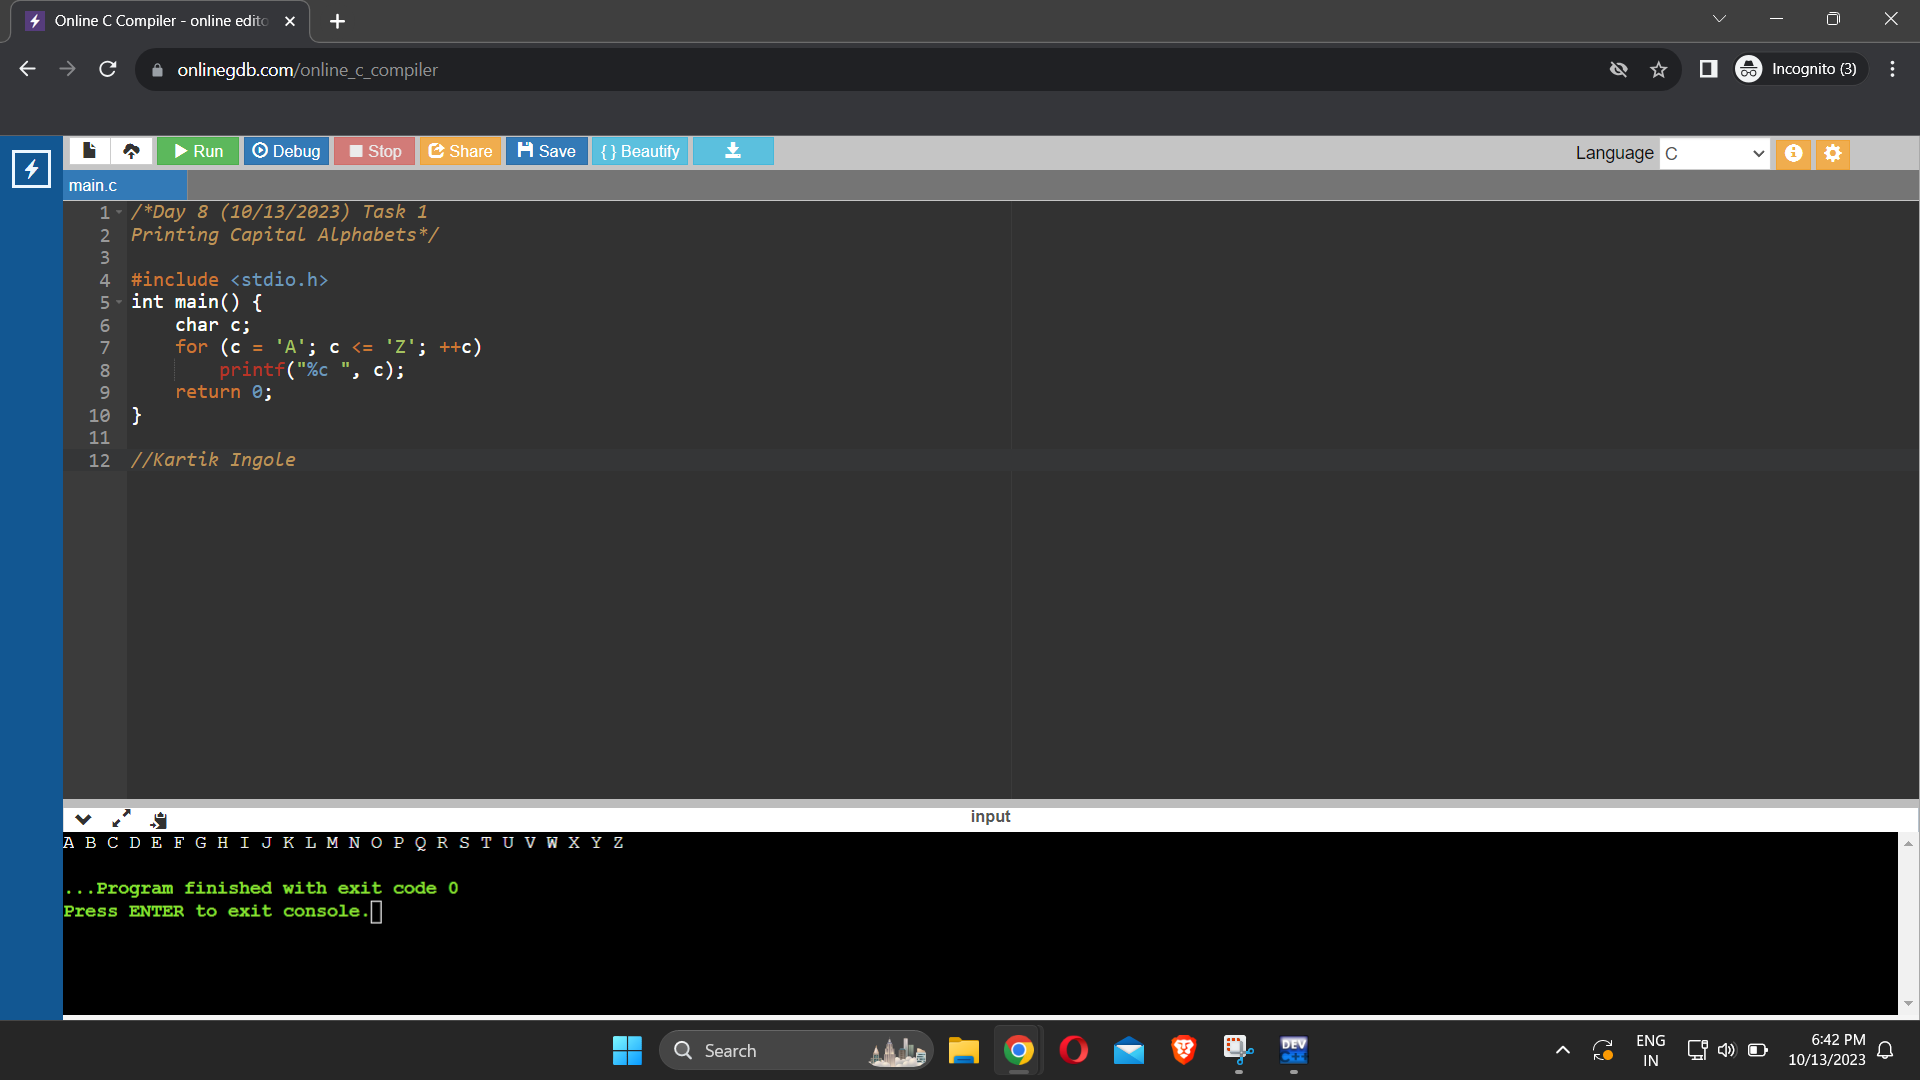 Online C Compiler - online edito
onlinegdb.com/online_c_compiler
Incognito (3)
Run
Debug
Stop
Share
Save
{ } Beautify
Language C
main.c
1 /*Day 8 (10/13/2023) Task 1
2 Printing Capital Alphabets*/
3
4 #include <stdio.h>
5 int main() {
6 char c;
7 for (c = 'A'; c <= 'Z'; ++c)
8 printf("%c ", c);
9 return 0;
10 }
11
12 //Kartik Ingole
input
A B C D E F G H I J K L M N O P Q R S T U V W X Y Z
...Program finished with exit code 0
Press ENTER to exit console.
Search
DEV
ENG
IN
6:42 PM
10/13/2023